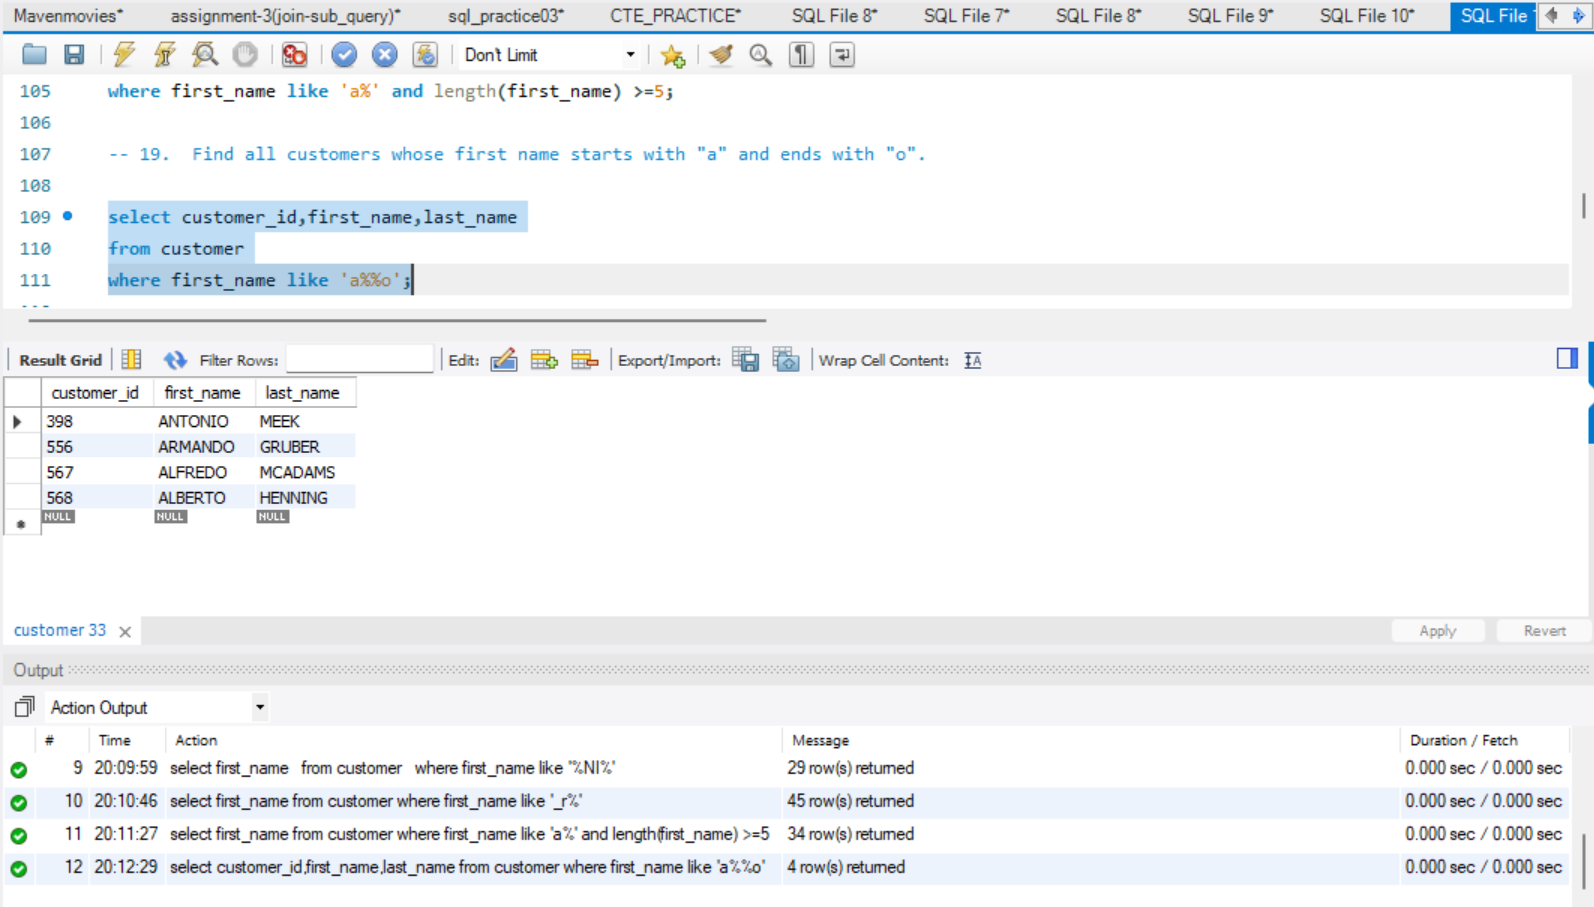 Mavenmovies* assignment-3(join-sub_query)* sql_practice03* CTE_PRACTICE* SQL File 8* SQL File 7* SQL File 8* SQL File 9* SQL File 10* SQL File
Don't Limit
105 where first_name like 'a%' and length(first_name) >=5;
106
107 -- 19. Find all customers whose first name starts with "a" and ends with "o".
108
109 select customer_id,first_name,last_name
110 from customer
111 where first_name like 'a%%o';
Result Grid Filter Rows: Edit: Export/Import: Wrap Cell Content:
customer_id first_name last_name
398 ANTONIO MEEK
556 ARMANDO GRUBER
567 ALFREDO MCADAMS
568 ALBERTO HENNING
NULL NULL NULL
customer 33 Apply Revert
Output
Action Output
# Time Action Message Duration / Fetch
9 20:09:59 select first_name from customer where first_name like '%NI%' 29 row(s) returned 0.000 sec / 0.000 sec
10 20:10:46 select first_name from customer where first_name like '_r%' 45 row(s) returned 0.000 sec / 0.000 sec
11 20:11:27 select first_name from customer where first_name like 'a%' and length(first_name) >=5 34 row(s) returned 0.000 sec / 0.000 sec
12 20:12:29 select customer_id,first_name,last_name from customer where first_name like 'a%%o' 4 row(s) returned 0.000 sec / 0.000 sec